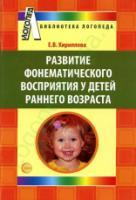 БИБЛИОТЕКА ЛОГОПЕДА
Е.В. Кириллова
РАЗВИТИЕ
ФОНЕМАТИЧЕСКОГО
ВОСПРИЯТИЯ У ДЕТЕЙ
РАННЕГО ВОЗРАСТА